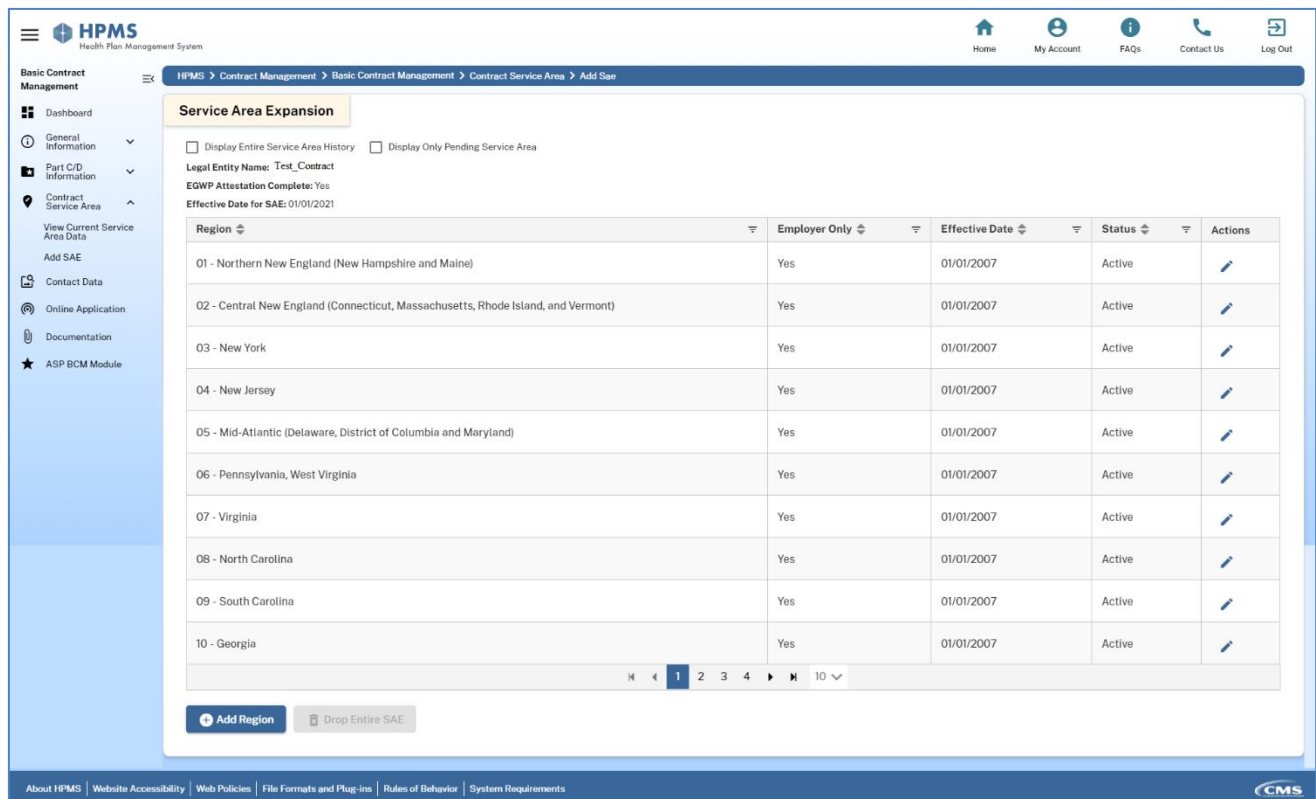 HPMS
Health Plan Management System
Home
My Account
FAQs
Contact Us
Log Out
Basic Contract
Management
HPMS > Contract Management > Basic Contract Management > Contract Service Area > Add Sae
Dashboard
General
Information
Part C/D
Information
Contract
Service Area
View Current Service
Area Data
Add SAE
Contact Data
Online Application
Documentation
ASP BCM Module
Service Area Expansion
Display Entire Service Area History Display Only Pending Service Area
Legal Entity Name: Test_Contract
EGWP Attestation Complete: Yes
Effective Date for SAE: 01/01/2021
Region Employer Only Effective Date Status Actions
01 - Northern New England (New Hampshire and Maine) Yes 01/01/2007 Active
02 - Central New England (Connecticut, Massachusetts, Rhode Island, and Vermont) Yes 01/01/2007 Active
03 - New York Yes 01/01/2007 Active
04 - New Jersey Yes 01/01/2007 Active
05 - Mid-Atlantic (Delaware, District of Columbia and Maryland) Yes 01/01/2007 Active
06 - Pennsylvania, West Virginia Yes 01/01/2007 Active
07 - Virginia Yes 01/01/2007 Active
08 - North Carolina Yes 01/01/2007 Active
09 - South Carolina Yes 01/01/2007 Active
10 - Georgia Yes 01/01/2007 Active
1 2 3 4 10
Add Region Drop Entire SAE
About HPMS | Website Accessibility | Web Policies | File Formats and Plug-ins | Rules of Behavior | System Requirements
CMS